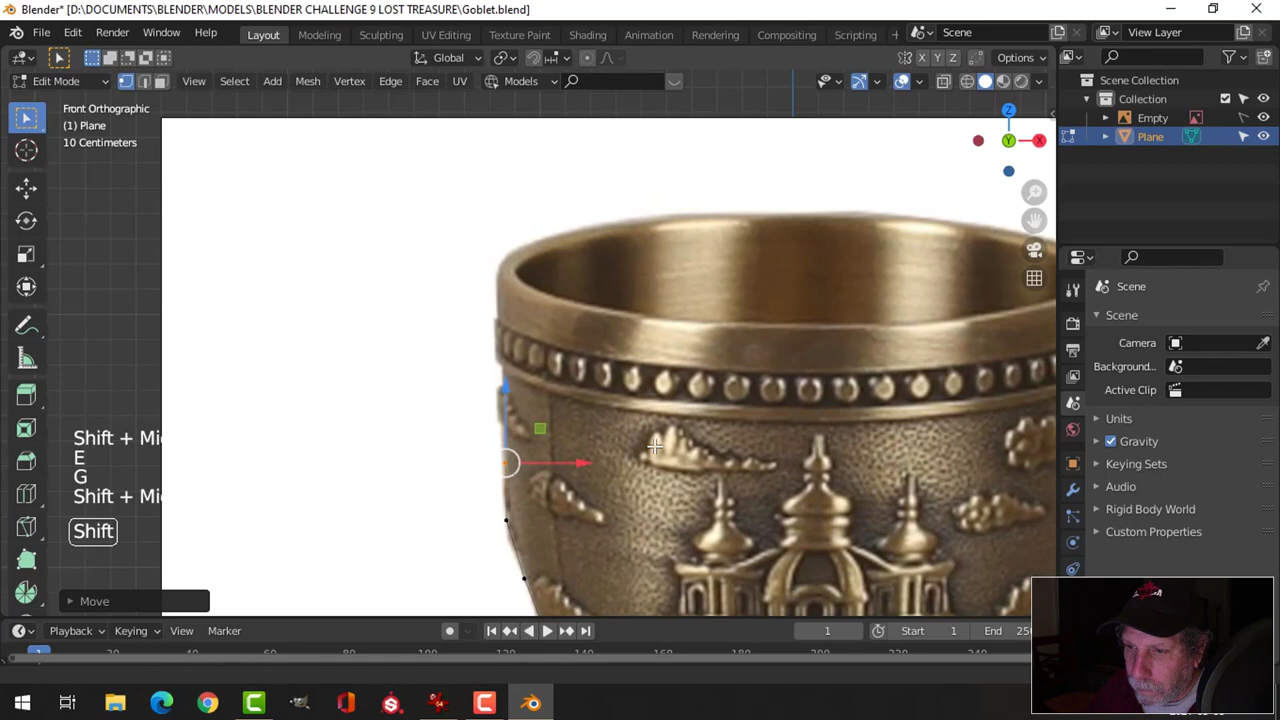 Blender* [D:\DOCUMENTS\BLENDER\MODELS\BLENDER CHALLENGE 9 LOST TREASURE\Goblet.blend]
File Edit Render Window Help Layout Modeling Sculpting UV Editing Texture Paint Shading Animation Rendering Compositing Scripting + Scene View Layer
Global X Y Z Options
Edit Mode View Select Add Mesh Vertex Edge Face UV Models
Front Orthographic
(1) Plane
10 Centimeters
Z
Y
X
Scene Collection
Collection
Empty
Plane
Scene
Scene
Camera
Background...
Active Clip
Units
Gravity
Keying Sets
Audio
Rigid Body World
Custom Properties
Shift + Mi
E
G
Shift + Mi
Shift
Move
Playback Keying View Marker 1 Start 1 End